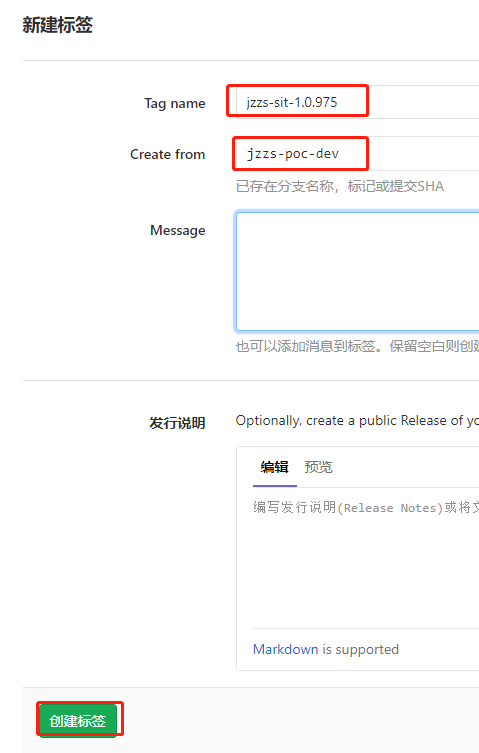 新建标签
Tag name
jzzs-sit-1.0.975
Create from
jzzs-poc-dev
已存在分支名称，标记或提交SHA
Message
也可以添加消息到标签。保留空白则创建
发行说明
Optionally, create a public Release of yo
编辑 预览
编写发行说明(Release Notes)或将文
Markdown is supported
创建标签